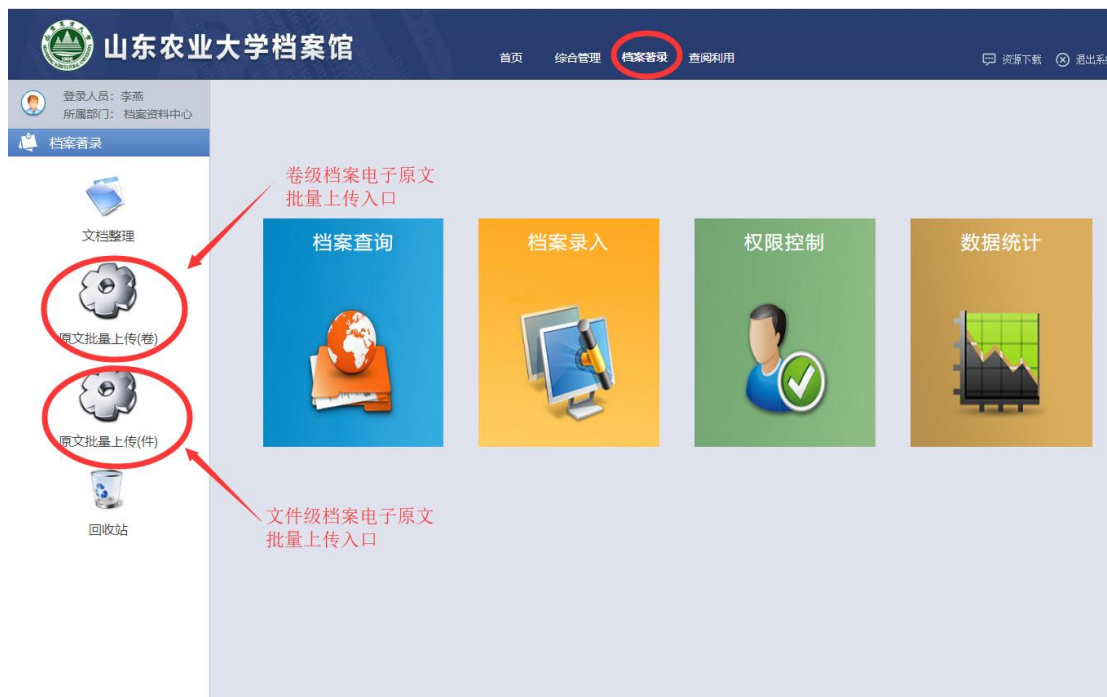 山东农业大学档案馆
首页 综合管理 档案著录 查阅利用
资源下载 退出系统
登录人员：李燕
所属部门：档案资料中心
档案著录
文档整理
原文批量上传(卷)
原文批量上传(件)
回收站
卷级档案电子原文
批量上传入口
档案查询
档案录入
权限控制
数据统计
文件级档案电子原文
批量上传入口